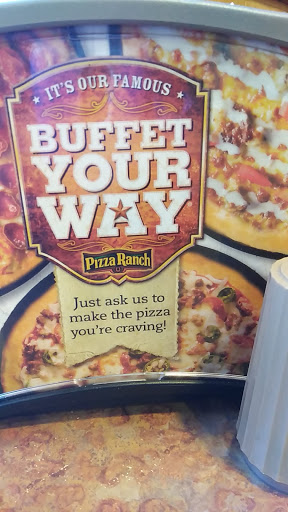 IT'S OUR FAMOUS
BUFFET
YOUR
WAY
Pizza Ranch
Just ask us to
make the pizza
you're craving!